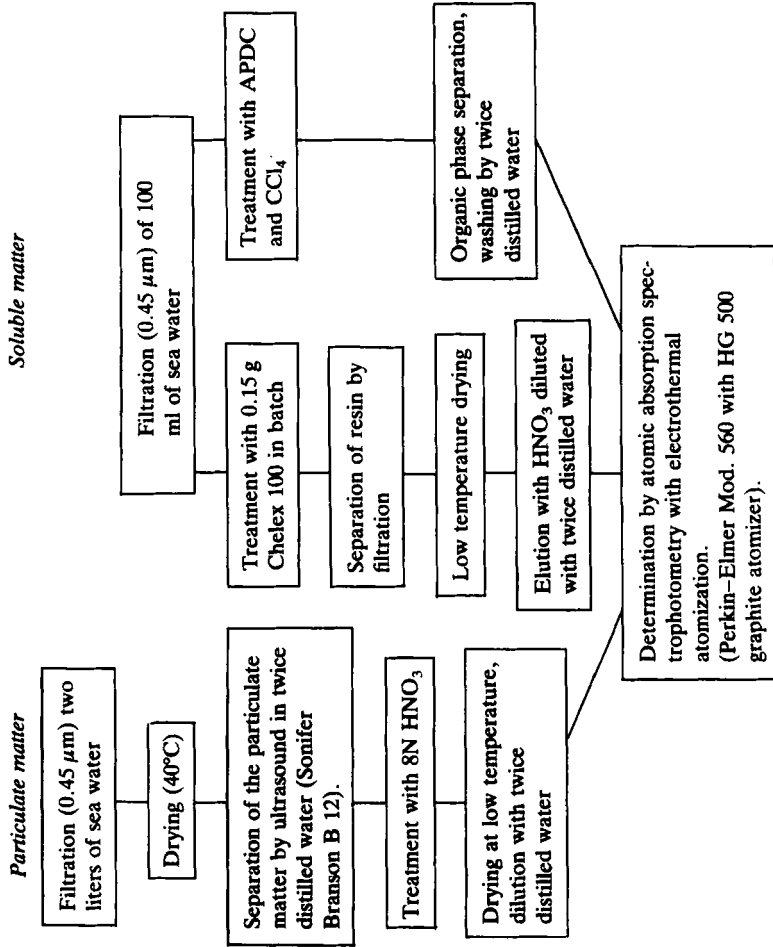 Particulate matter
Filtration (0.45 μm) two
liters of sea water
Drying (40°C)
Separation of the particulate
matter by ultrasound in twice
distilled water (Sonifer
Branson B 12).
Treatment with 8N HNO₃
Drying at low temperature,
dilution with twice
distilled water
Soluble matter
Filtration (0.45 μm) of 100
ml of sea water
Treatment with 0.15 g
Chelex 100 in batch
Separation of resin by
filtration
Low temperature drying
Elution with HNO₃ diluted
with twice distilled water
Treatment with APDC
and CCl₄
Organic phase separation,
washing by twice
distilled water
Determination by atomic absorption spec-
trophotometry with electrothermal
atomization.
(Perkin–Elmer Mod. 560 with HG 500
graphite atomizer).